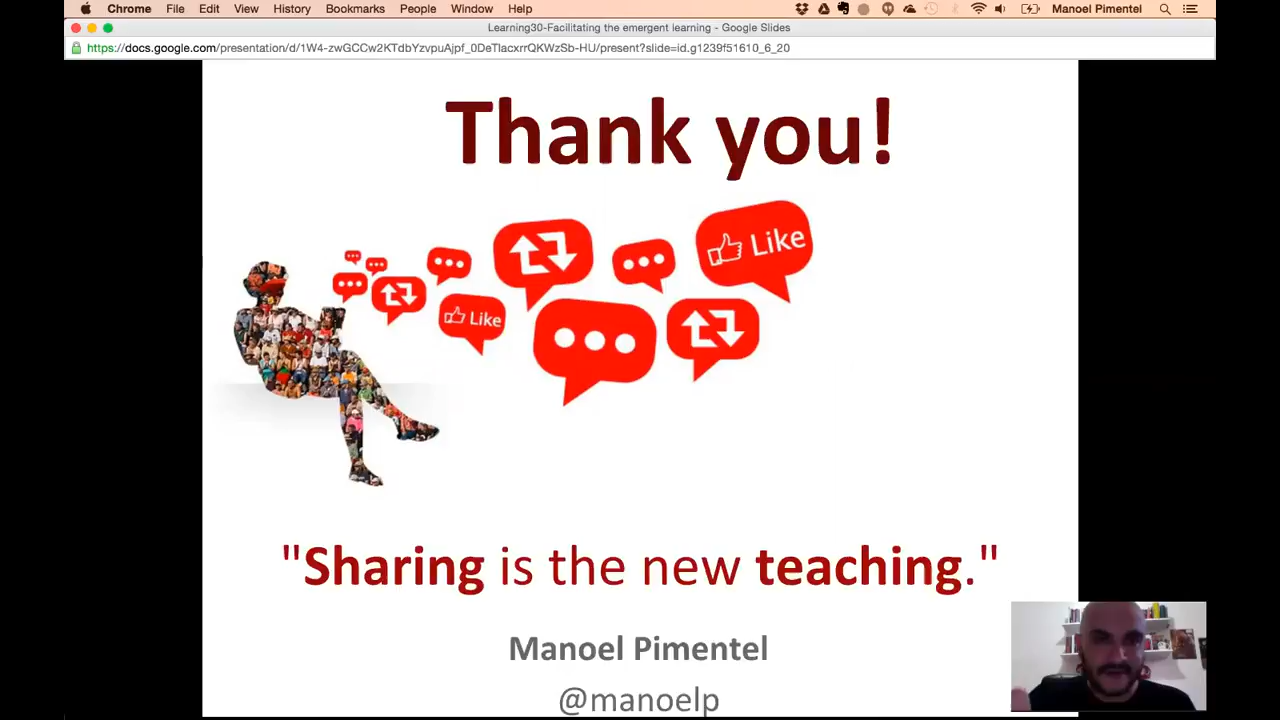 Chrome File Edit View History Bookmarks People Window Help Manoel Pimentel
Learning30-Facilitating the emergent learning - Google Slides
https://docs.google.com/presentation/d/1W4-zwGCCw2KTdbYzvpuAjpf_0DeTlacxrrQKWzSb-HU/present?slide=id.g1239f51610_6_20
Thank you!
Like
Like
"Sharing is the new teaching."
Manoel Pimentel
@manoelp